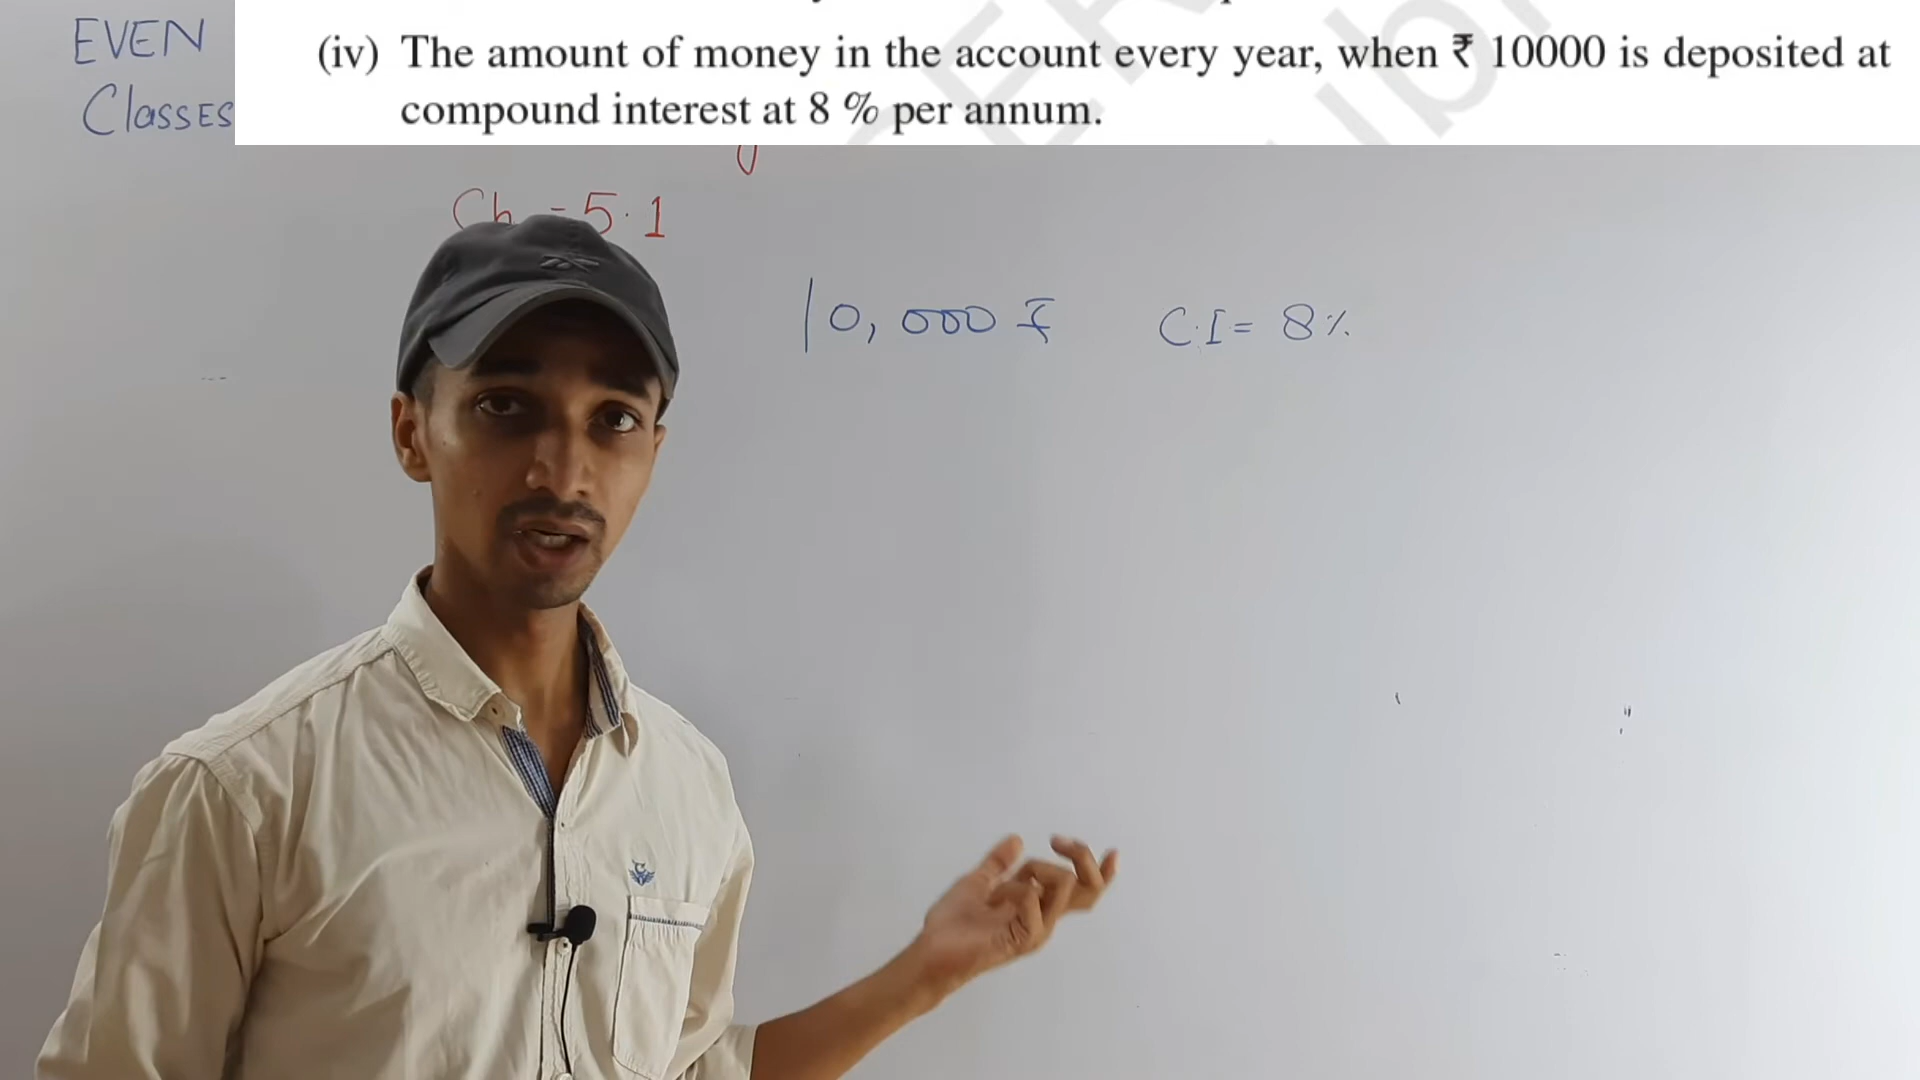 EVEN
Classes
(iv) The amount of money in the account every year, when ₹ 10000 is deposited at
compound interest at 8 % per annum.
Ch = 5.1
10,000 ₹ C.I = 8%